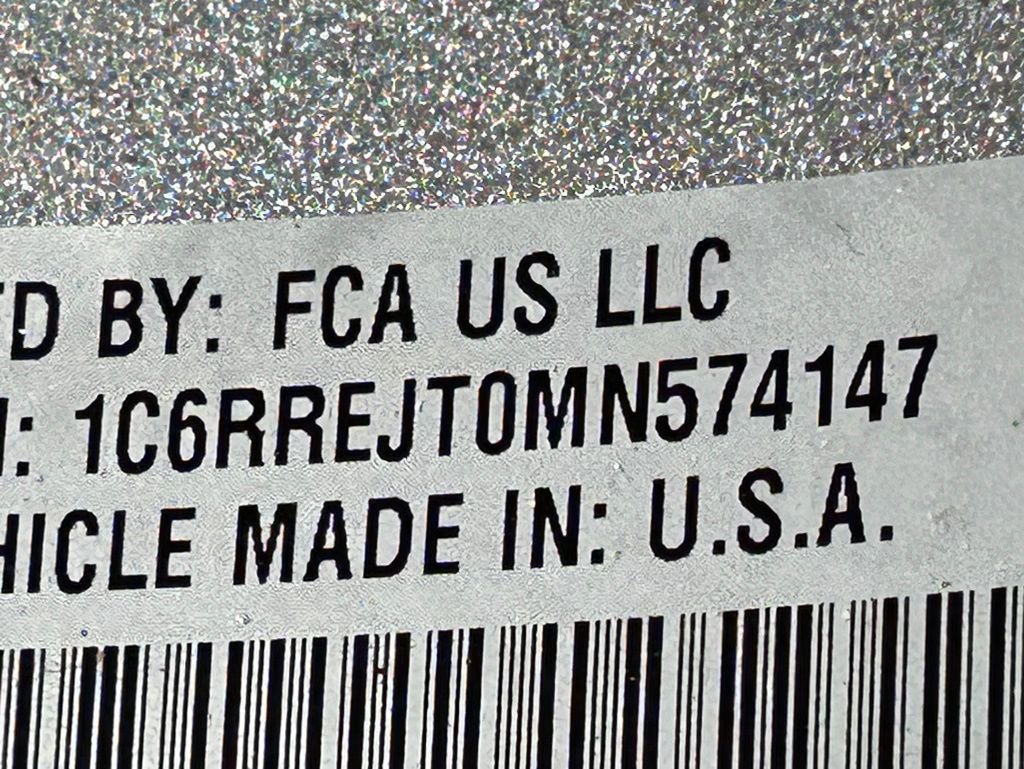 ED BY: FCA US LLC
: 1C6RREJT0MN574147
HICLE MADE IN: U.S.A.